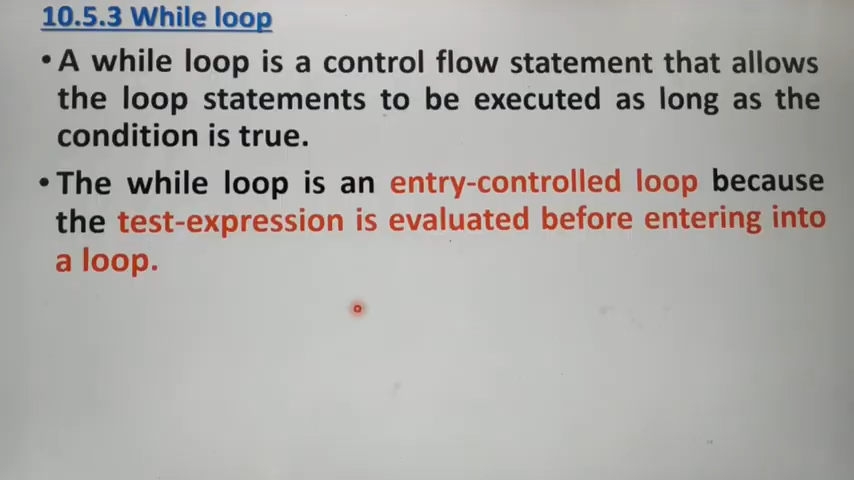 10.5.3 While loop
• A while loop is a control flow statement that allows
the loop statements to be executed as long as the
condition is true.
• The while loop is an entry-controlled loop because
the test-expression is evaluated before entering into
a loop.